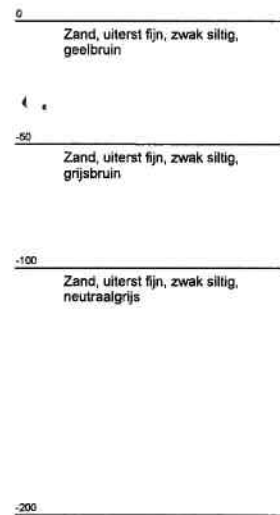 0
Zand, uiterst fijn, zwak siltig,
geelbruin
-50
Zand, uiterst fijn, zwak siltig,
grijsbruin
-100
Zand, uiterst fijn, zwak siltig,
neutraalgrijs
-200